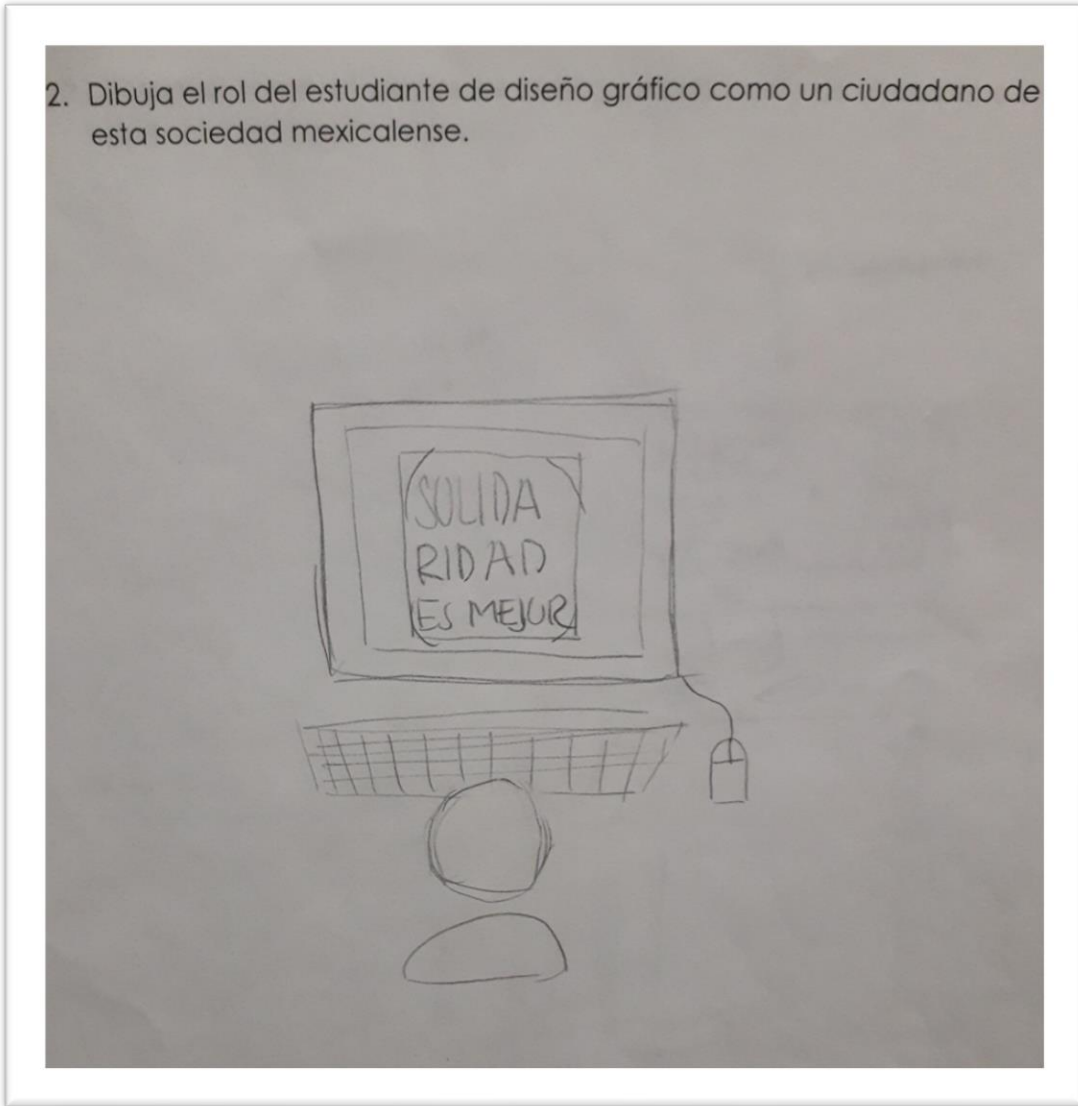 2. Dibuja el rol del estudiante de diseño gráfico como un ciudadano de
esta sociedad mexicalense.
SOLIDA
RIDAD
ES MEJOR